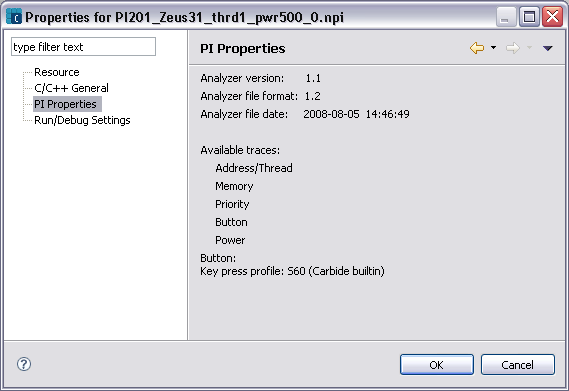 Properties for PI201_Zeus31_thrd1_pwr500_0.npi
type filter text
Resource
C/C++ General
PI Properties
Run/Debug Settings
PI Properties
Analyzer version: 1.1
Analyzer file format: 1.2
Analyzer file date: 2008-08-05 14:46:49
Available traces:
Address/Thread
Memory
Priority
Button
Power
Button:
Key press profile: S60 (Carbide builtin)
OK
Cancel